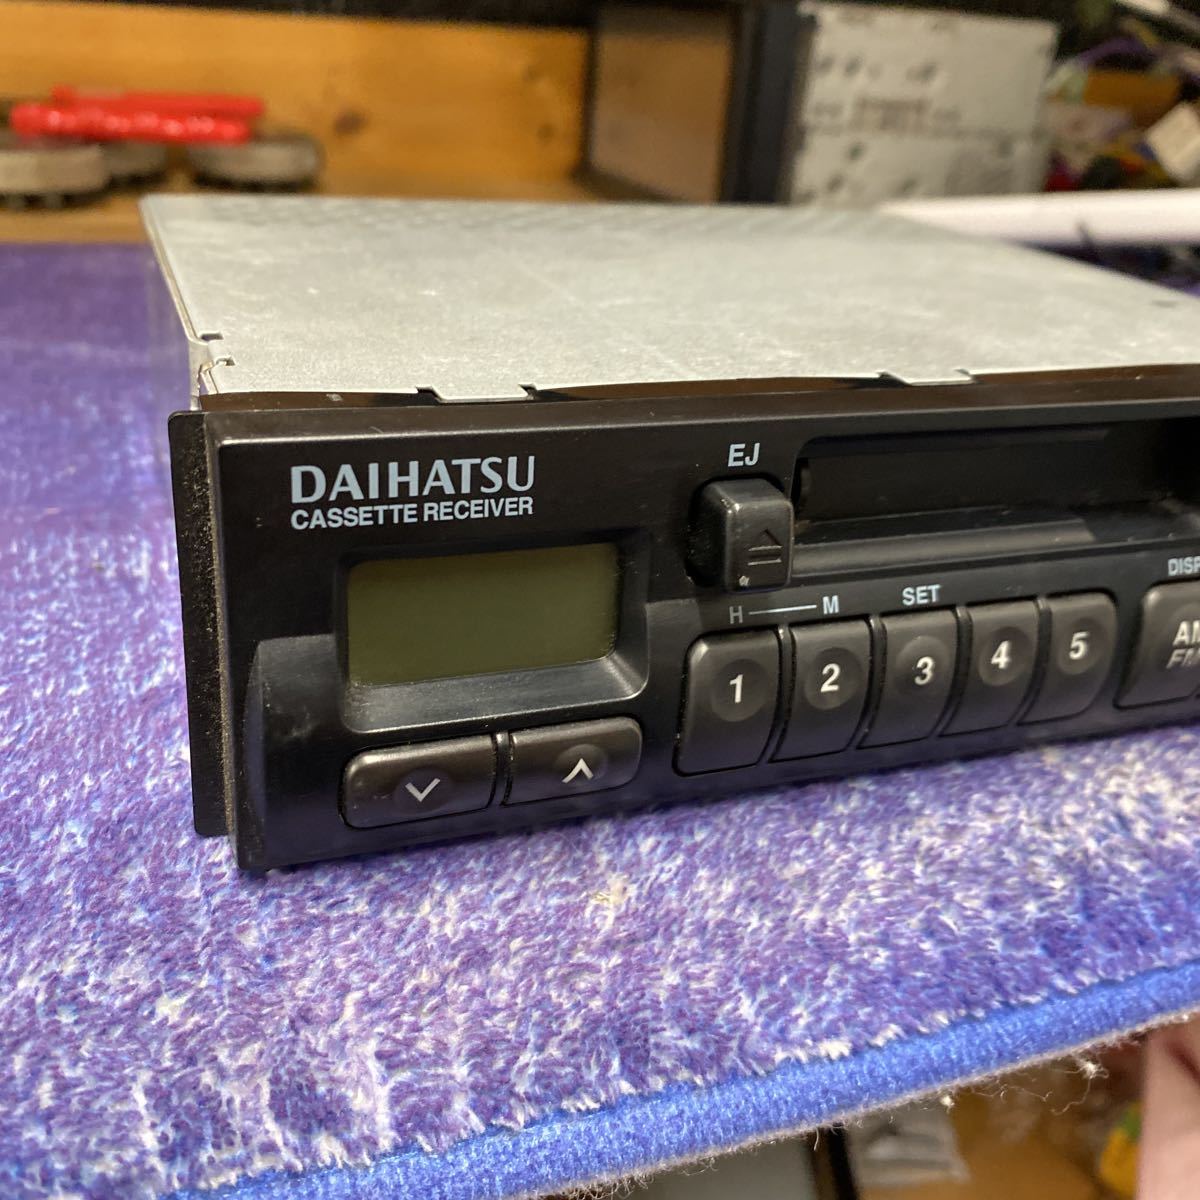 DAIHATSU
CASSETTE RECEIVER
EJ
H M SET
1 2 3 4 5